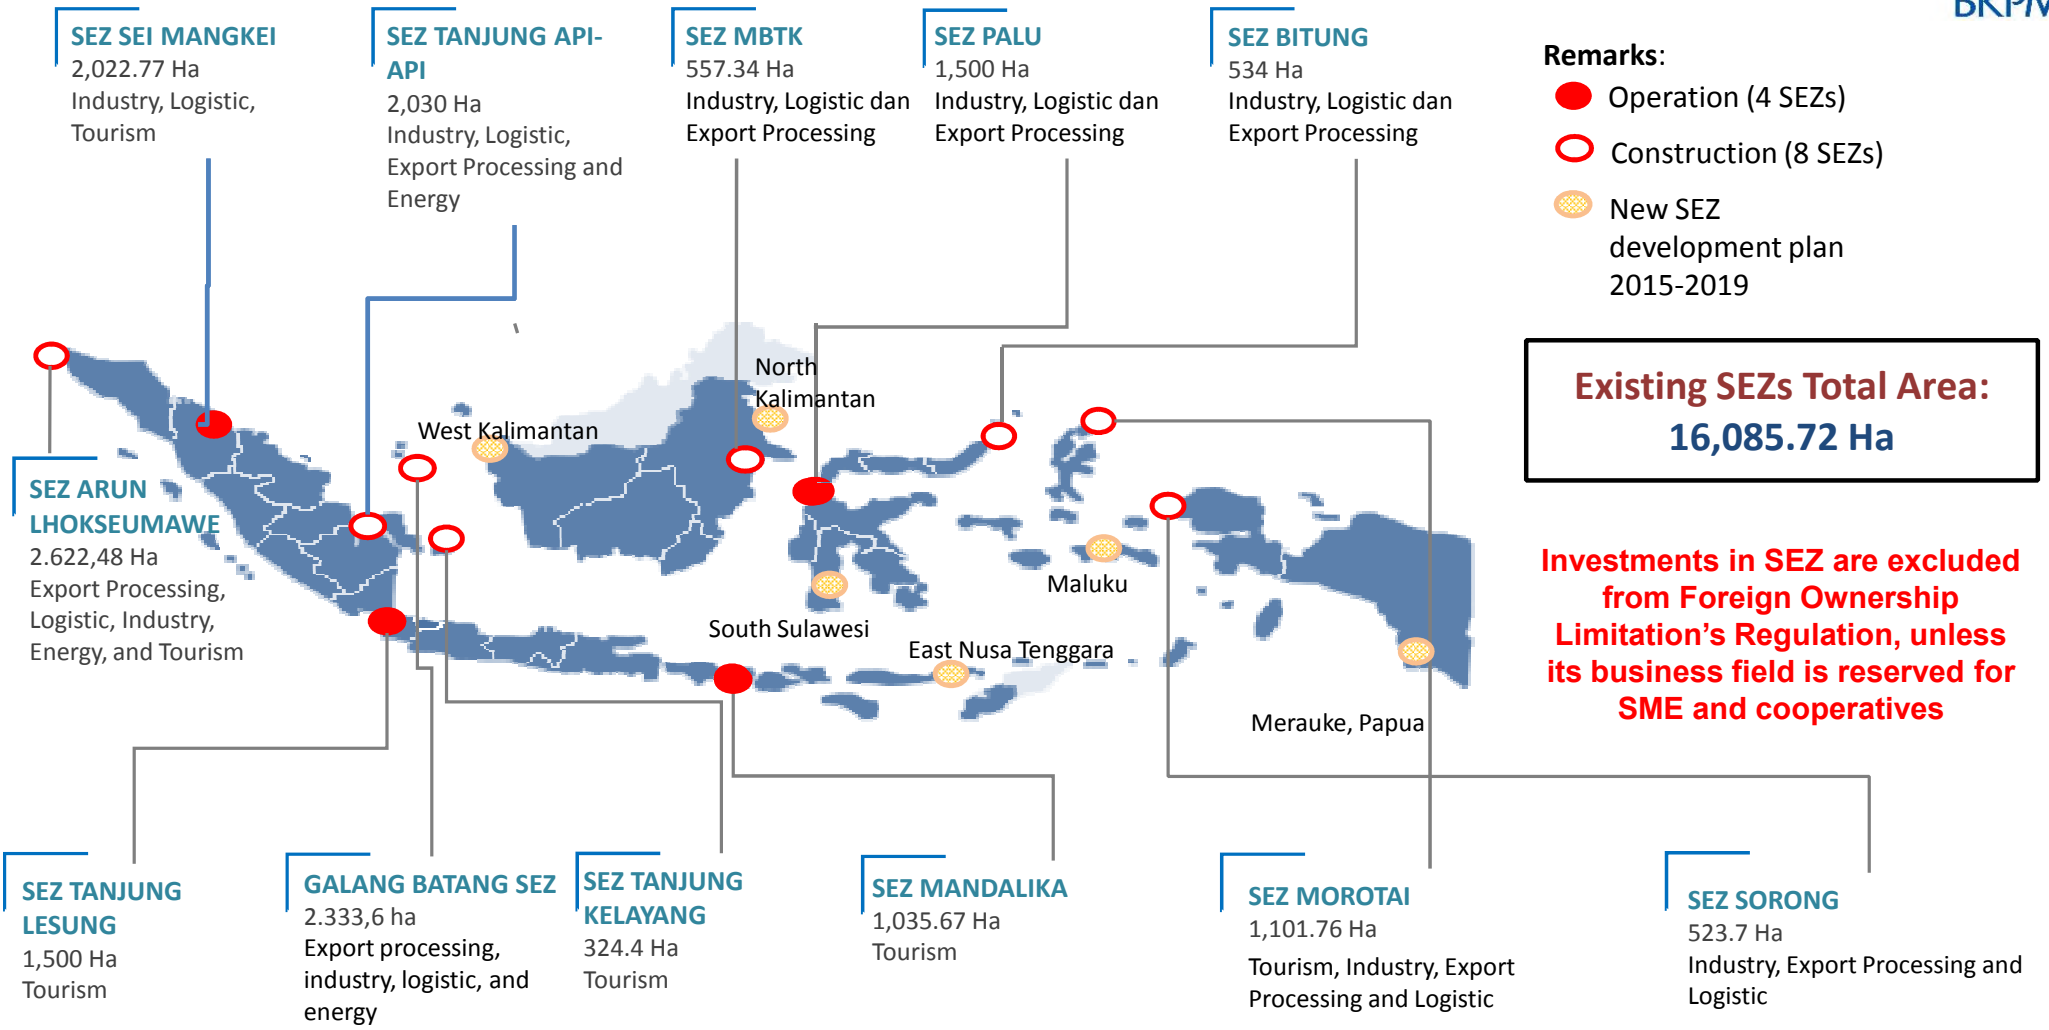 BKPM
SEZ SEI MANGKEI
2,022.77 Ha
Industry, Logistic,
Tourism
SEZ TANJUNG API-
API
2,030 Ha
Industry, Logistic,
Export Processing and
Energy
SEZ MBTK
557.34 Ha
Industry, Logistic dan
Export Processing
SEZ PALU
1,500 Ha
Industry, Logistic dan
Export Processing
SEZ BITUNG
534 Ha
Industry, Logistic dan
Export Processing
Remarks:
Operation (4 SEZs)
Construction (8 SEZs)
New SEZ
development plan
2015-2019
Existing SEZs Total Area:
16,085.72 Ha
Investments in SEZ are excluded
from Foreign Ownership
Limitation's Regulation, unless
its business field is reserved for
SME and cooperatives
North
Kalimantan
West Kalimantan
South Sulawesi
East Nusa Tenggara
Maluku
Merauke, Papua
SEZ ARUN
LHOKSEUMAWE
2.622,48 Ha
Export Processing,
Logistic, Industry,
Energy, and Tourism
SEZ TANJUNG
LESUNG
1,500 Ha
Tourism
GALANG BATANG SEZ
2.333,6 ha
Export processing,
industry, logistic, and
energy
SEZ TANJUNG
KELAYANG
324.4 Ha
Tourism
SEZ MANDALIKA
1,035.67 Ha
Tourism
SEZ MOROTAI
1,101.76 Ha
Tourism, Industry, Export
Processing and Logistic
SEZ SORONG
523.7 Ha
Industry, Export Processing and
Logistic